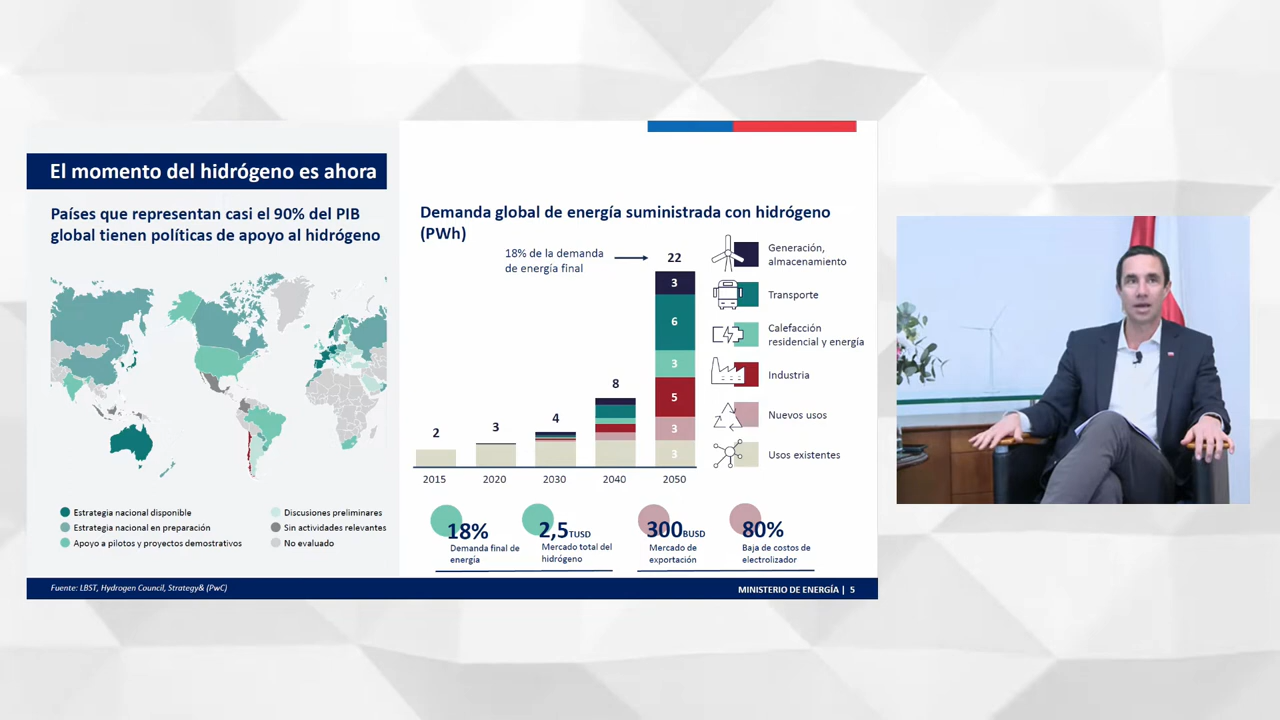 El momento del hidrógeno es ahora
Países que representan casi el 90% del PIB
global tienen políticas de apoyo al hidrógeno
Estrategia nacional disponible
Estrategia nacional en preparación
Apoyo a pilotos y proyectos demostrativos
Discusiones preliminares
Sin actividades relevantes
No evaluado
Demanda global de energía suministrada con hidrógeno
(PWh)
18% de la demanda
de energía final
22
3
6
3
5
3
3
8
4
3
2
2015
2020
2030
2040
2050
Generación,
almacenamiento
Transporte
Calefacción
residencial y energía
Industria
Nuevos usos
Usos existentes
18%
Demanda final de
energía
2,5TUSD
Mercado total del
hidrógeno
300BUSD
Mercado de
exportación
80%
Baja de costos de
electrolizador
Fuente: LBST, Hydrogen Council, Strategy& (PwC)
MINISTERIO DE ENERGÍA | 5